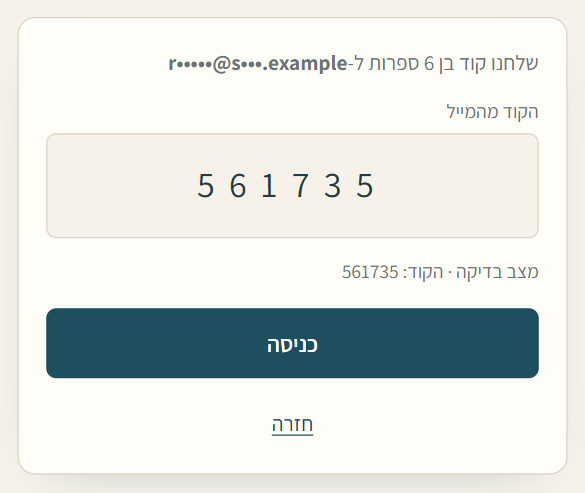 שלחנו קוד בן 6 ספרות ל-r•••••@s•••.example
הקוד מהמייל
5 6 1 7 3 5
מצב בדיקה · הקוד: 561735
כניסה
חזרה